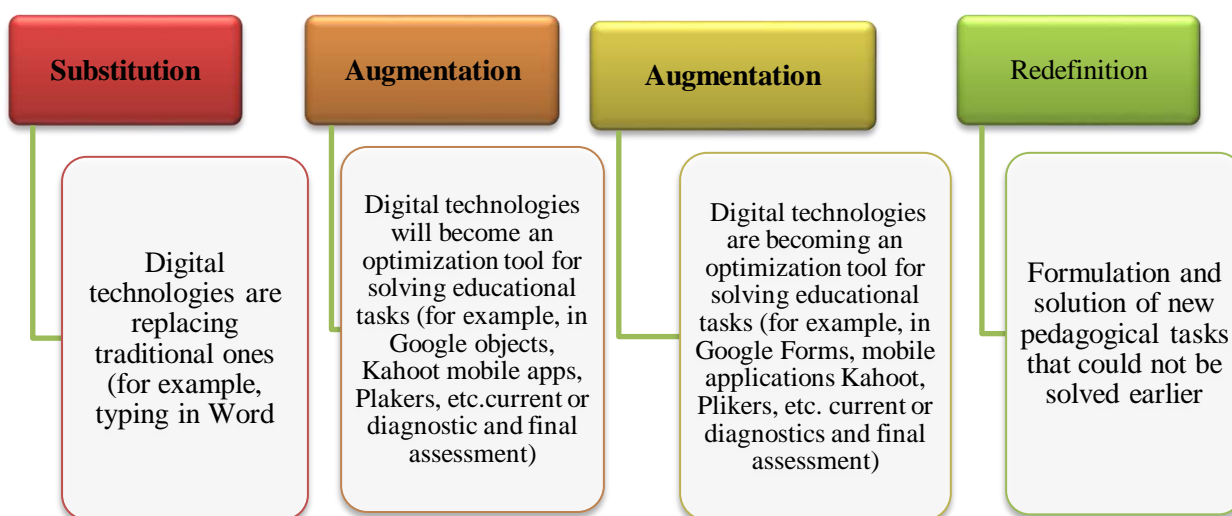 Substitution
Digital
technologies are
replacing
traditional ones
(for example,
typing in Word
Augmentation
Digital technologies
will become an
optimization tool for
solving educational
tasks (for example, in
Google objects,
Kahoot mobile apps,
Plakers, etc.current or
diagnostic and final
assessment)
Augmentation
Digital technologies
are becoming an
optimization tool for
solving educational
tasks (for example, in
Google Forms, mobile
applications Kahoot,
Plikers, etc. current or
diagnostics and final
assessment)
Redefinition
Formulation and
solution of new
pedagogical tasks
that could not be
solved earlier